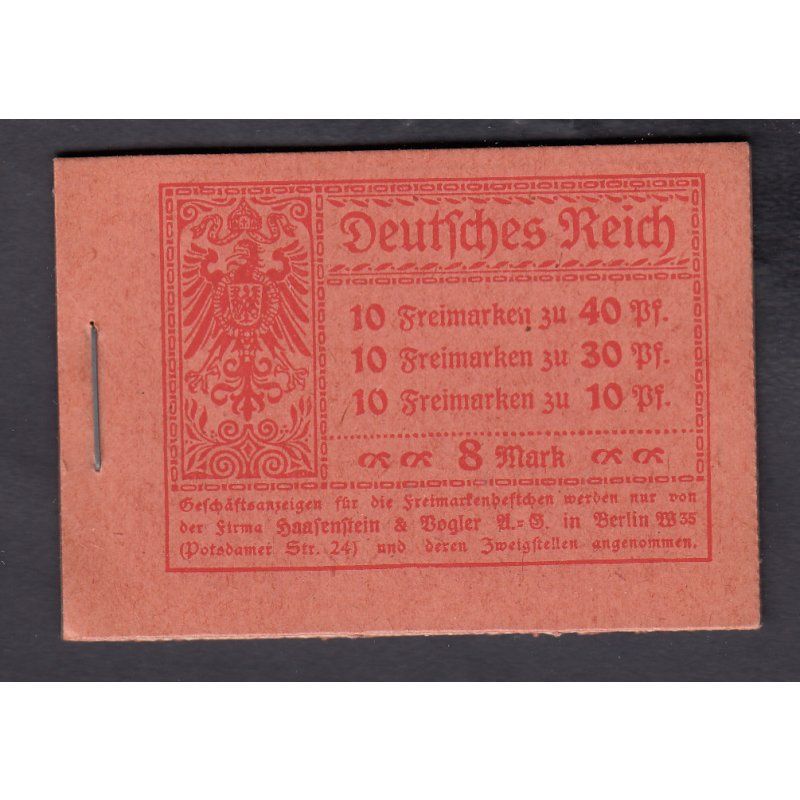 Deutsches Reich
10 Freimarken zu 40 Pf.
10 Freimarken zu 30 Pf.
10 Freimarken zu 10 Pf.
8 Mark
Geschäftsanzeigen für die Freimarkenheftchen werden nur von
der Firma Haasenstein & Vogler A.-G. in Berlin W35
(Potsdamer Str. 24) und deren Zweigstellen angenommen.